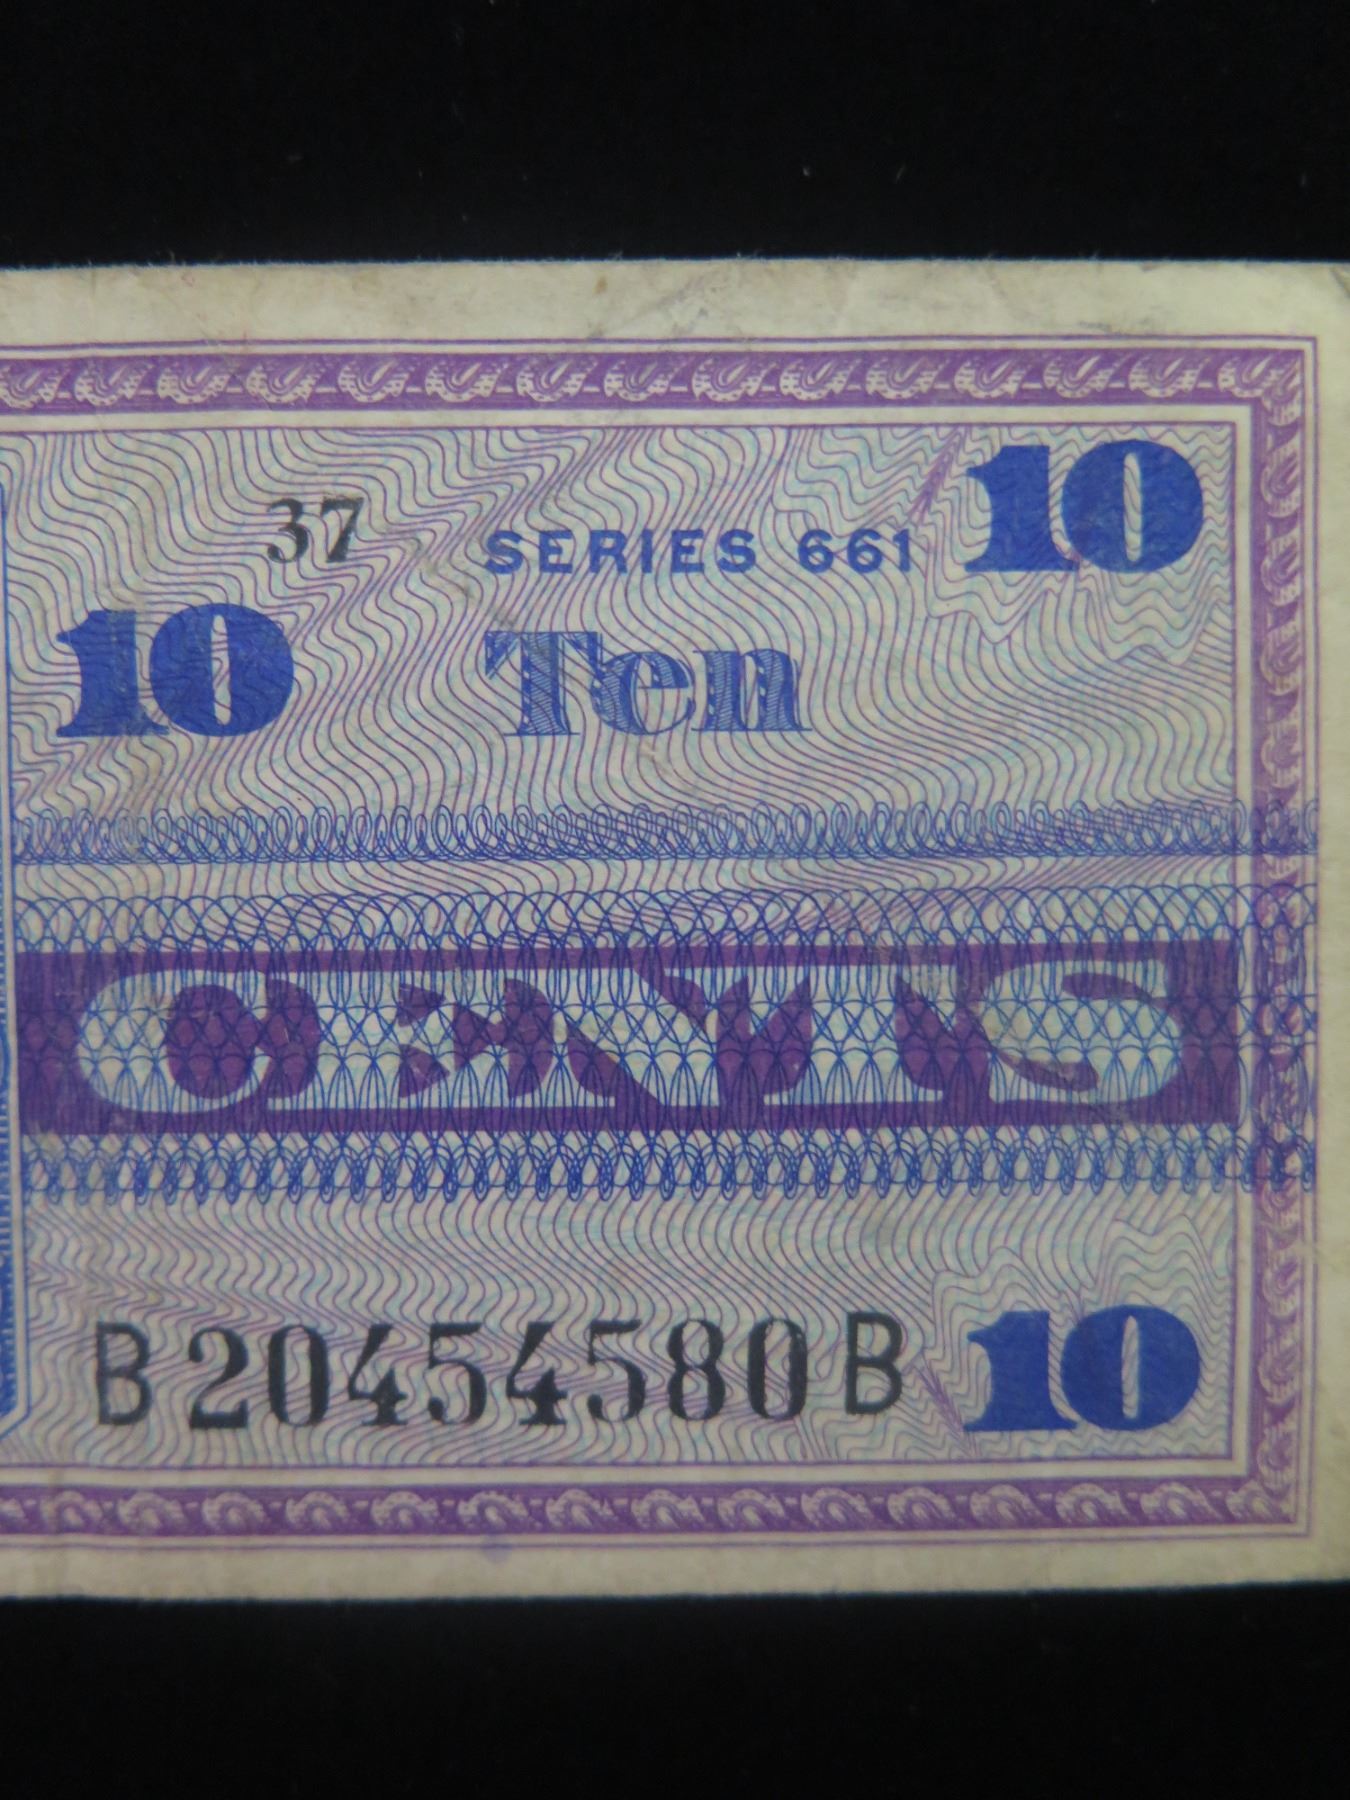 10
37 SERIES 661
10 Ten
CENTS
B20454580B 10